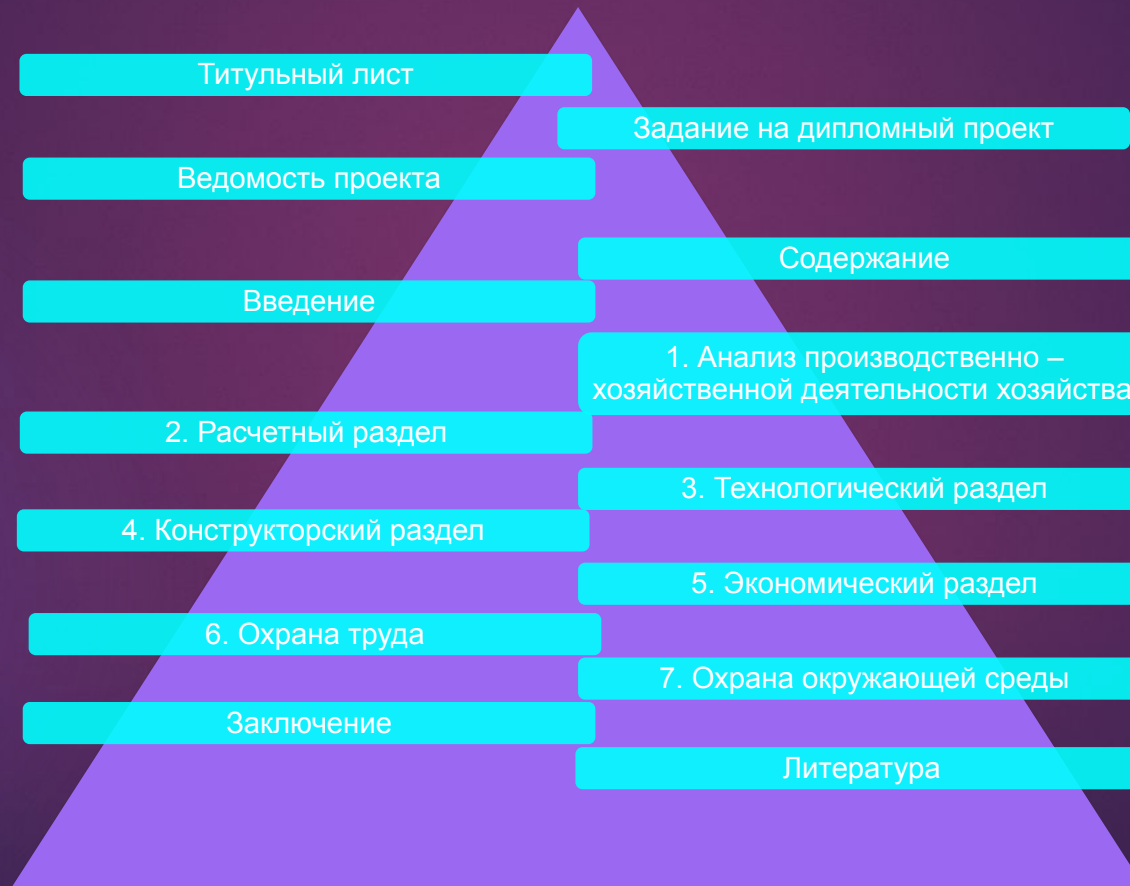 Титульный лист
Задание на дипломный проект
Ведомость проекта
Содержание
Введение
1. Анализ производственно –
хозяйственной деятельности хозяйства
2. Расчетный раздел
3. Технологический раздел
4. Конструкторский раздел
5. Экономический раздел
6. Охрана труда
7. Охрана окружающей среды
Заключение
Литература